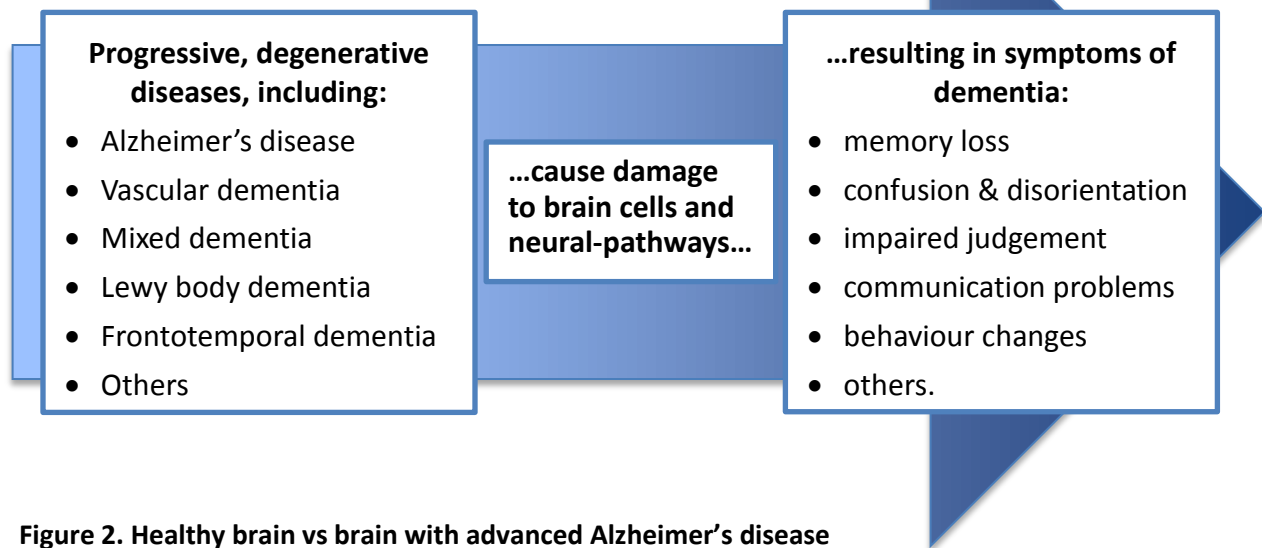 Progressive, degenerative
diseases, including:
• Alzheimer’s disease
• Vascular dementia
• Mixed dementia
• Lewy body dementia
• Frontotemporal dementia
• Others
…cause damage
to brain cells and
neural-pathways…
…resulting in symptoms of
dementia:
• memory loss
• confusion & disorientation
• impaired judgement
• communication problems
• behaviour changes
• others.
Figure 2. Healthy brain vs brain with advanced Alzheimer’s disease